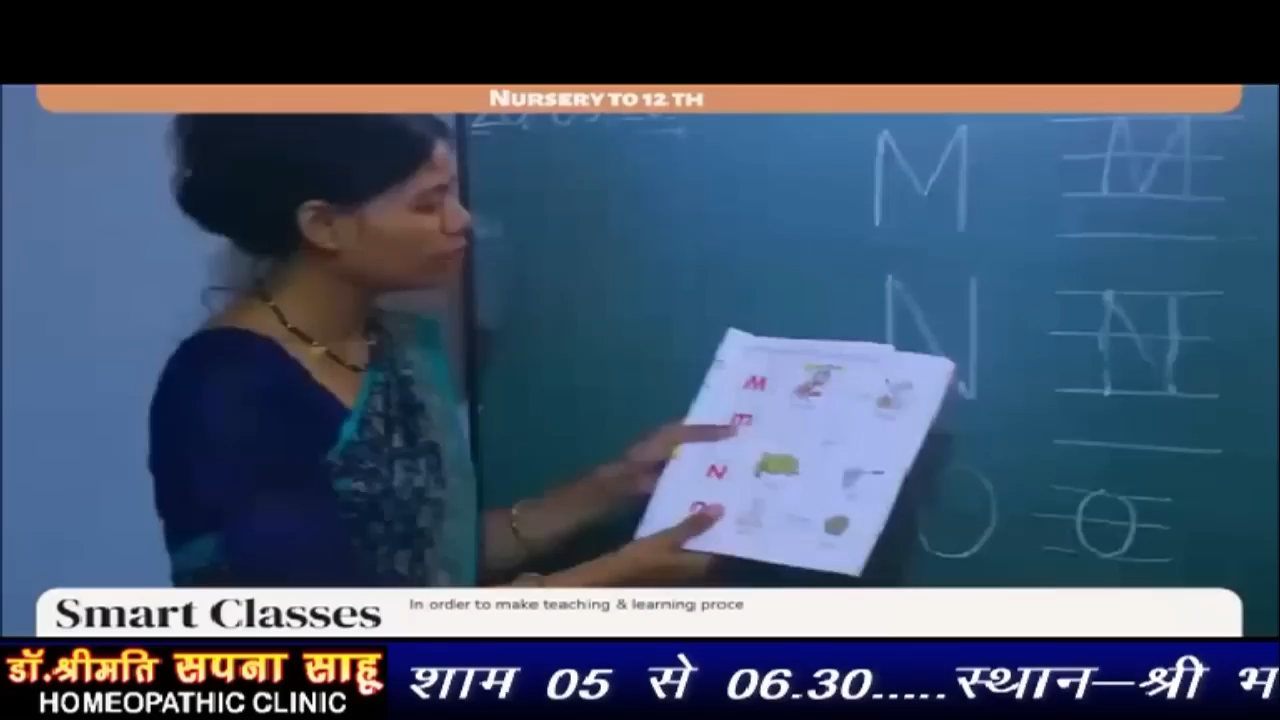 NURSERY TO 12 TH
M M
N N
O O
M
m
N
n
Smart Classes
In order to make teaching & learning proce
डॉ.श्रीमति सपना साहू
HOMEOPATHIC CLINIC
शाम 05 से 06.30.....स्थान–श्री भ